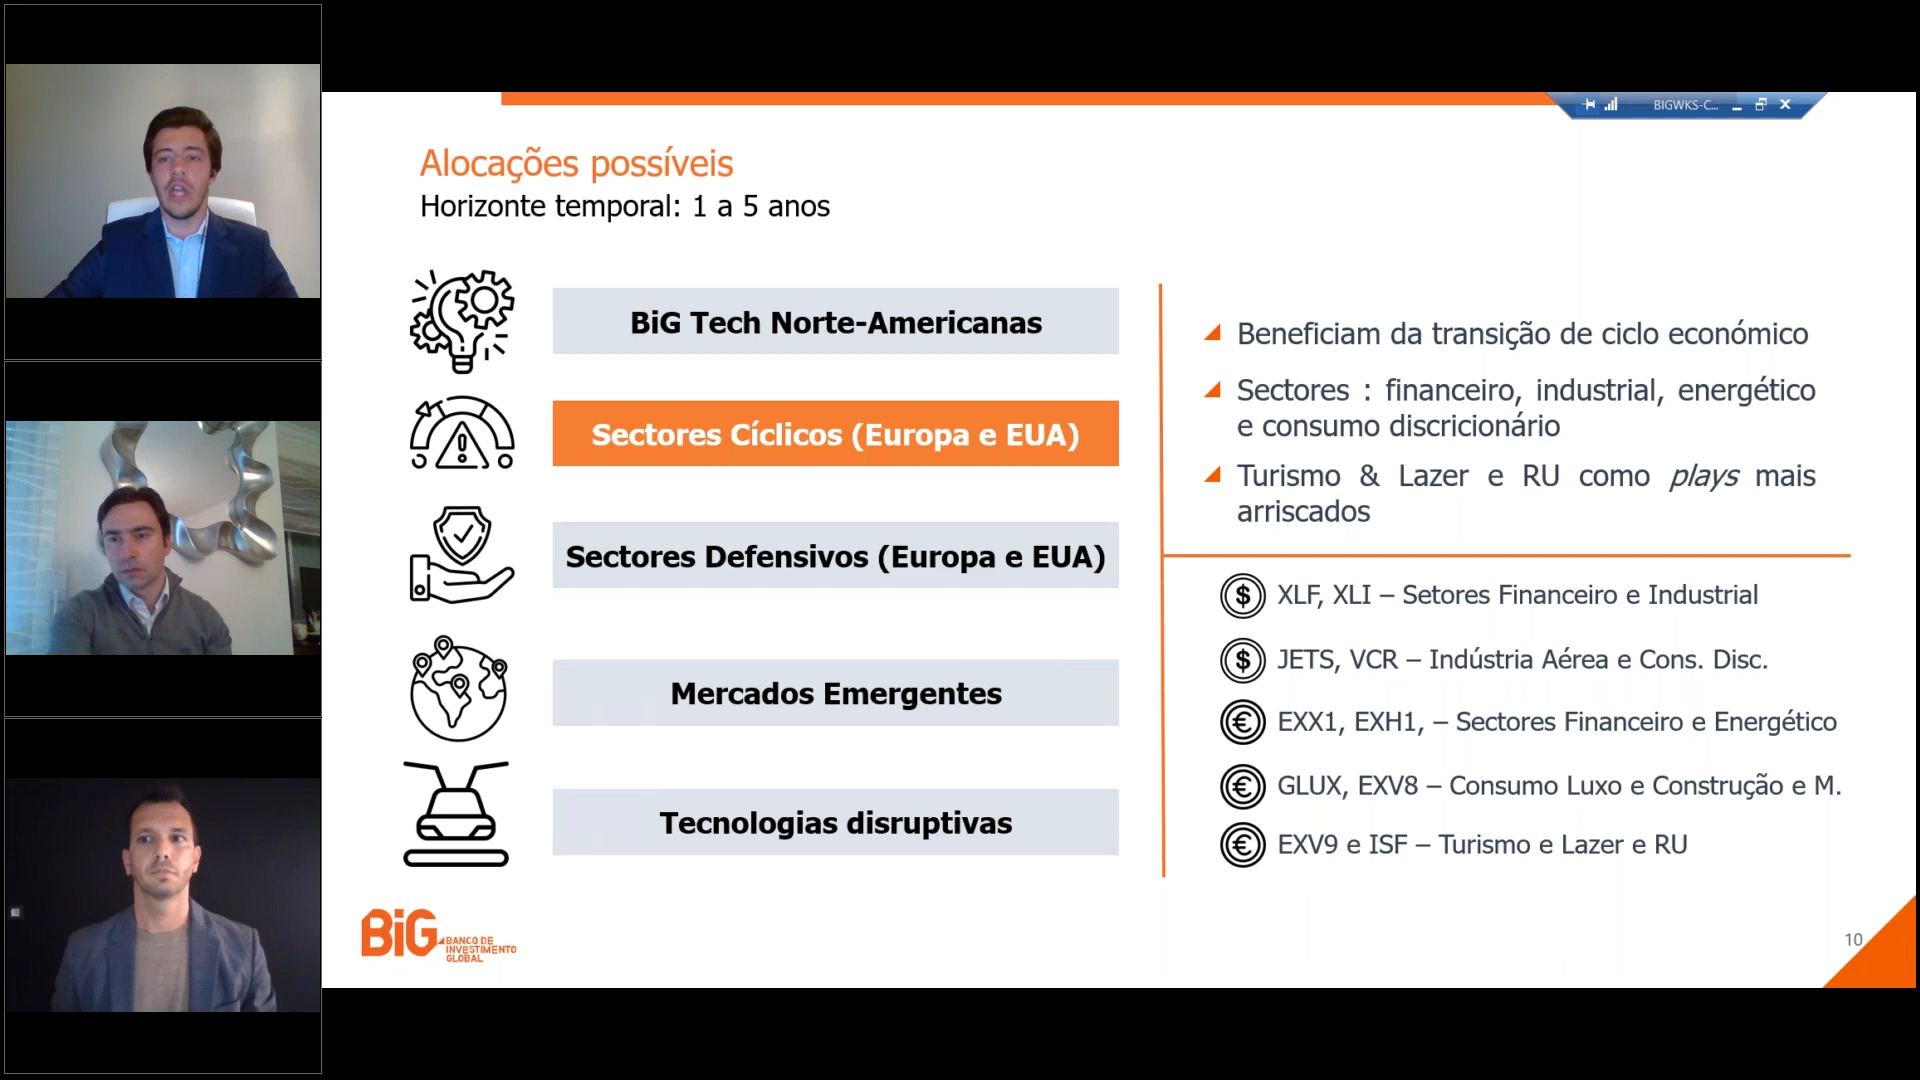 BIGWKS-C...
Alocações possíveis
Horizonte temporal: 1 a 5 anos
BiG Tech Norte-Americanas
Sectores Cíclicos (Europa e EUA)
Sectores Defensivos (Europa e EUA)
Mercados Emergentes
Tecnologias disruptivas
Beneficiam da transição de ciclo económico
Sectores : financeiro, industrial, energético
e consumo discricionário
Turismo & Lazer e RU como plays mais
arriscados
$ XLF, XLI – Setores Financeiro e Industrial
$ JETS, VCR – Indústria Aérea e Cons. Disc.
€ EXX1, EXH1, – Sectores Financeiro e Energético
€ GLUX, EXV8 – Consumo Luxo e Construção e M.
€ EXV9 e ISF – Turismo e Lazer e RU
BiG
BANCO DE
INVESTIMENTO
GLOBAL
10